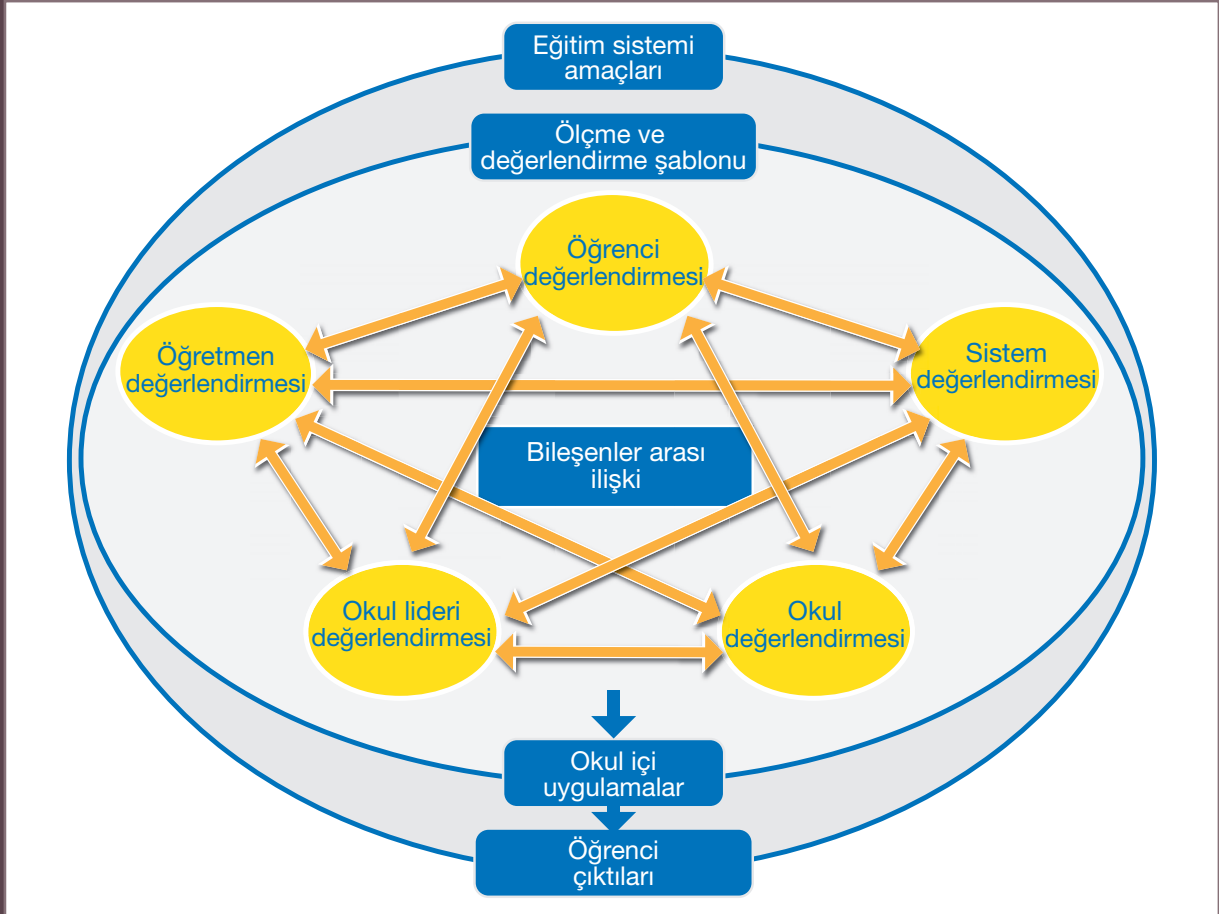 Eğitim sistemi
amaçları
Ölçme ve
değerlendirme şablonu
Öğrenci
değerlendirmesi
Öğretmen
değerlendirmesi
Sistem
değerlendirmesi
Bileşenler arası
ilişki
Okul lideri
değerlendirmesi
Okul
değerlendirmesi
Okul içi
uygulamalar
Öğrenci
çıktıları